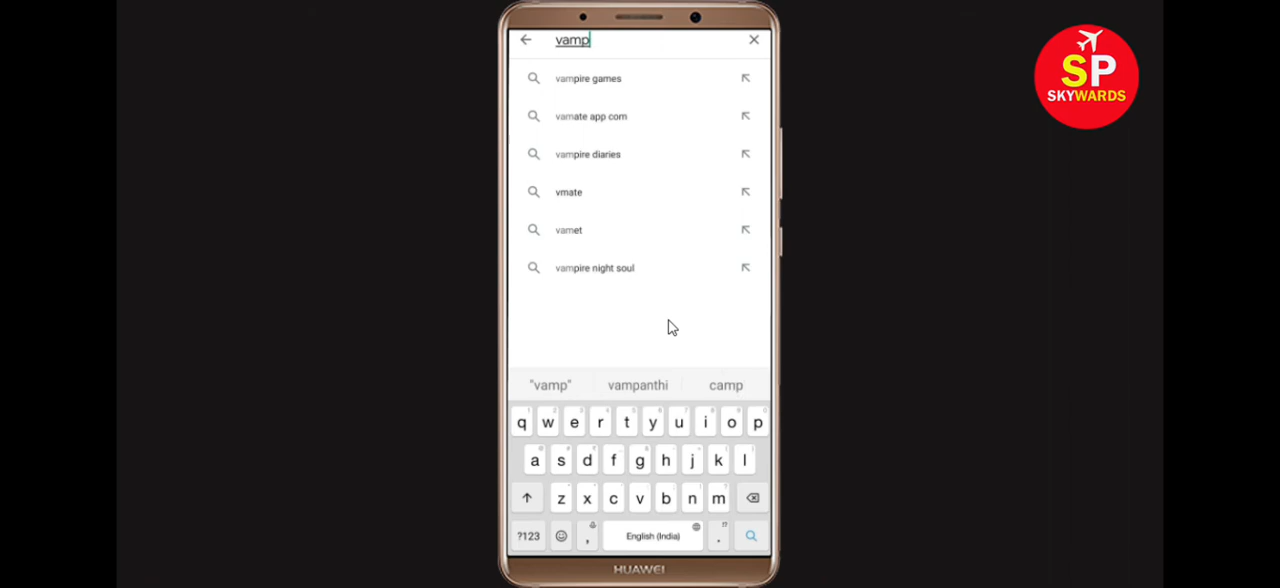 vamp
vampire games
vamate app com
vampire diaries
vmate
vamet
vampire night soul
"vamp" vampanthi camp
q w e r t y u i o p
a s d f g h j k l
z x c v b n m
?123 , English (India) .
HUAWEI
SP
SKYWARDS